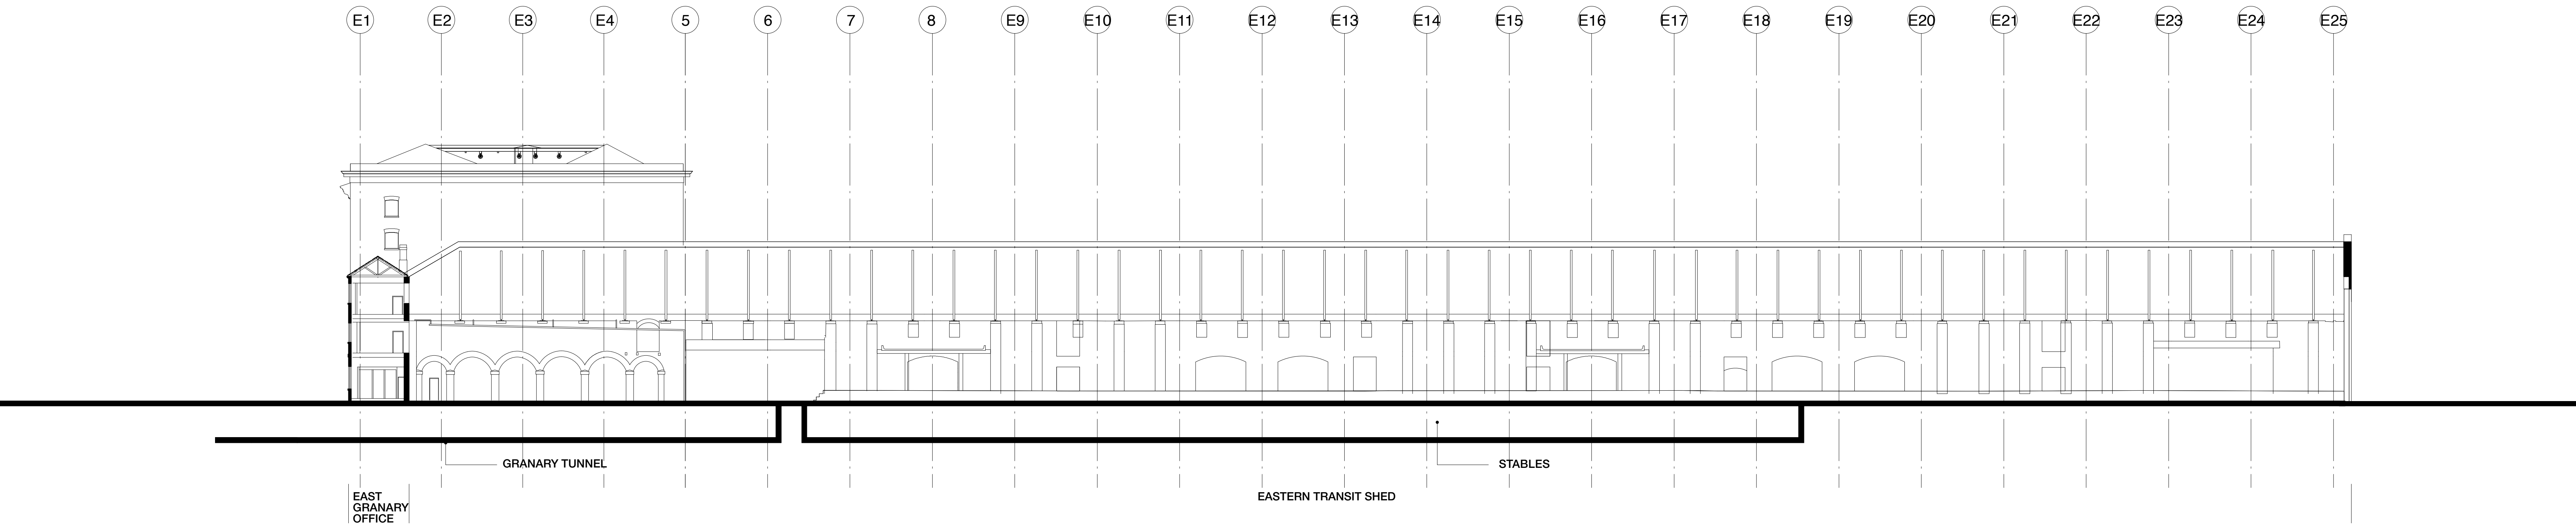 E1 E2 E3 E4 5 6 7 8 E9 E10 E11 E12 E13 E14 E15 E16 E17 E18 E19 E20 E21 E22 E23 E24 E25
GRANARY TUNNEL
STABLES
EAST
GRANARY
OFFICE
EASTERN TRANSIT SHED